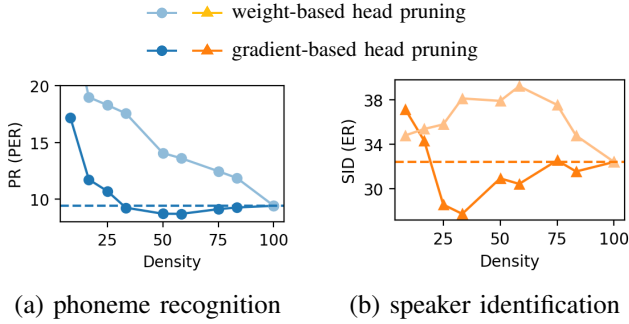 weight-based head pruning
gradient-based head pruning
20
15
10
PR (PER)
25 50 75 100
Density
38
34
30
SID (ER)
25 50 75 100
Density
(a) phoneme recognition
(b) speaker identification